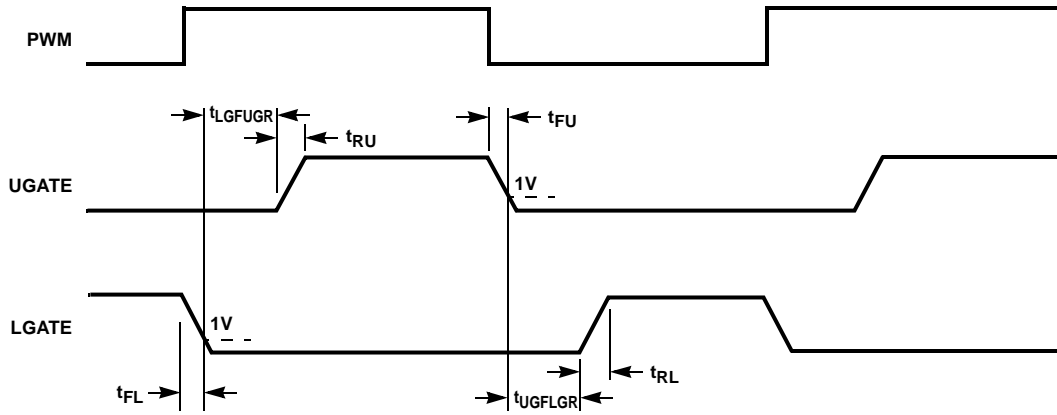 PWM
tLGFUGR
tRU
tFU
UGATE
1V
LGATE
1V
tFL
tRL
tUGFLGR